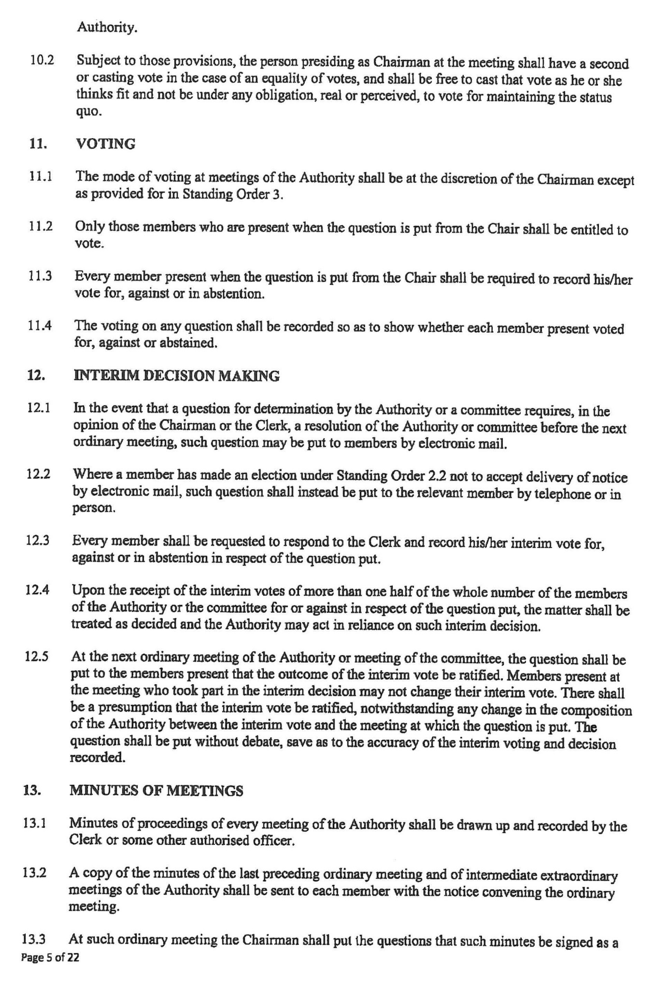 Authority.
10.2 Subject to those provisions, the person presiding as Chairman at the meeting shall have a second
or casting vote in the case of an equality of votes, and shall be free to cast that vote as he or she
thinks fit and not be under any obligation, real or perceived, to vote for maintaining the status
quo.
11. VOTING
11.1 The mode of voting at meetings of the Authority shall be at the discretion of the Chairman except
as provided for in Standing Order 3.
11.2 Only those members who are present when the question is put from the Chair shall be entitled to
vote.
11.3 Every member present when the question is put from the Chair shall be required to record his/her
vote for, against or in abstention.
11.4 The voting on any question shall be recorded so as to show whether each member present voted
for, against or abstained.
12. INTERIM DECISION MAKING
12.1 In the event that a question for determination by the Authority or a committee requires, in the
opinion of the Chairman or the Clerk, a resolution of the Authority or committee before the next
ordinary meeting, such question may be put to members by electronic mail.
12.2 Where a member has made an election under Standing Order 2.2 not to accept delivery of notice
by electronic mail, such question shall instead be put to the relevant member by telephone or in
person.
12.3 Every member shall be requested to respond to the Clerk and record his/her interim vote for,
against or in abstention in respect of the question put.
12.4 Upon the receipt of the interim votes of more than one half of the whole number of the members
of the Authority or the committee for or against in respect of the question put, the matter shall be
treated as decided and the Authority may act in reliance on such interim decision.
12.5 At the next ordinary meeting of the Authority or meeting of the committee, the question shall be
put to the members present that the outcome of the interim vote be ratified. Members present at
the meeting who took part in the interim decision may not change their interim vote. There shall
be a presumption that the interim vote be ratified, notwithstanding any change in the composition
of the Authority between the interim vote and the meeting at which the question is put. The
question shall be put without debate, save as to the accuracy of the interim voting and decision
recorded.
13. MINUTES OF MEETINGS
13.1 Minutes of proceedings of every meeting of the Authority shall be drawn up and recorded by the
Clerk or some other authorised officer.
13.2 A copy of the minutes of the last preceding ordinary meeting and of intermediate extraordinary
meetings of the Authority shall be sent to each member with the notice convening the ordinary
meeting.
13.3 At such ordinary meeting the Chairman shall put the questions that such minutes be signed as a
Page 5 of 22